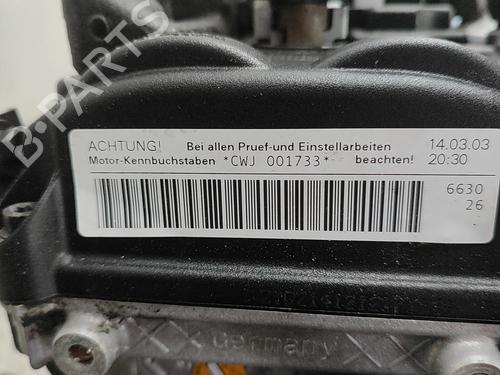 B-PARTS
ACHTUNG! Bei allen Pruef-und Einstellarbeiten 14.03.03
Motor-Kennbuchstaben *CWJ 001733* beachten! 20:30
6630
26
Germany